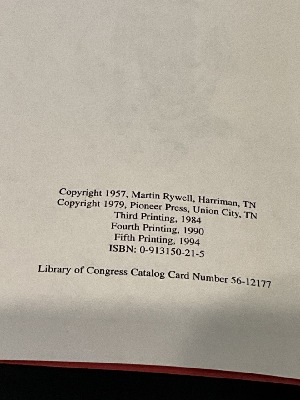 Copyright 1957, Martin Rywell, Harriman, TN
Copyright 1979, Pioneer Press, Union City, TN
Third Printing, 1984
Fourth Printing, 1990
Fifth Printing, 1994
ISBN: 0-913150-21-5
Library of Congress Catalog Card Number 56-12177